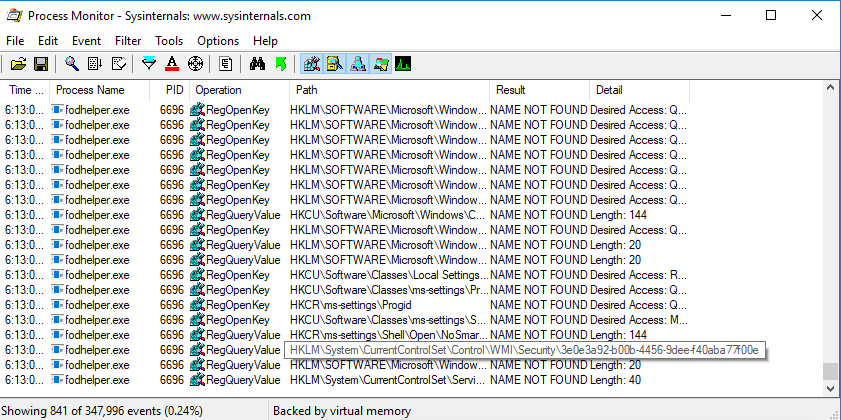 Process Monitor - Sysinternals: www.sysinternals.com
File Edit Event Filter Tools Options Help
Time ... Process Name PID Operation Path Result Detail
6:13:0... fodhelper.exe 6696 RegOpenKey HKLM\SOFTWARE\Microsoft\Window... NAME NOT FOUND Desired Access: Q...
6:13:0... fodhelper.exe 6696 RegOpenKey HKLM\SOFTWARE\Microsoft\Window... NAME NOT FOUND Desired Access: Q...
6:13:0... fodhelper.exe 6696 RegOpenKey HKLM\SOFTWARE\Microsoft\Window... NAME NOT FOUND Desired Access: Q...
6:13:0... fodhelper.exe 6696 RegOpenKey HKLM\SOFTWARE\Microsoft\Window... NAME NOT FOUND Desired Access: Q...
6:13:0... fodhelper.exe 6696 RegOpenKey HKLM\SOFTWARE\Microsoft\Window... NAME NOT FOUND Desired Access: Q...
6:13:0... fodhelper.exe 6696 RegOpenKey HKLM\SOFTWARE\Microsoft\Window... NAME NOT FOUND Desired Access: Q...
6:13:0... fodhelper.exe 6696 RegOpenKey HKLM\SOFTWARE\Microsoft\Window... NAME NOT FOUND Desired Access: Q...
6:13:0... fodhelper.exe 6696 RegQueryValue HKCU\Software\Microsoft\Windows\C... NAME NOT FOUND Length: 144
6:13:0... fodhelper.exe 6696 RegOpenKey HKLM\SOFTWARE\Microsoft\Window... NAME NOT FOUND Desired Access: Q...
6:13:0... fodhelper.exe 6696 RegQueryValue HKLM\SOFTWARE\Microsoft\Window... NAME NOT FOUND Length: 20
6:13:0... fodhelper.exe 6696 RegQueryValue HKLM\SOFTWARE\Microsoft\Window... NAME NOT FOUND Length: 20
6:13:0... fodhelper.exe 6696 RegOpenKey HKCU\Software\Classes\Local Settings... NAME NOT FOUND Desired Access: R...
6:13:0... fodhelper.exe 6696 RegOpenKey HKCU\Software\Classes\ms-settings\Pr... NAME NOT FOUND Desired Access: Q...
6:13:0... fodhelper.exe 6696 RegOpenKey HKCR\ms-settings\Progid NAME NOT FOUND Desired Access: Q...
6:13:0... fodhelper.exe 6696 RegOpenKey HKCU\Software\Classes\ms-settings\S... NAME NOT FOUND Desired Access: M...
6:13:0... fodhelper.exe 6696 RegQueryValue HKCR\ms-settings\Shell\Open\NoSmar... NAME NOT FOUND Length: 144
6:13:0... fodhelper.exe 6696 RegQueryValue HKLM\System\CurrentControlSet\Control\WMI\Security\3e0e3a92-b00b-4456-9dee-f40aba77f00e
6:13:0... fodhelper.exe 6696 RegQueryValue NAME NOT FOUND Length: 20
6:13:0... fodhelper.exe 6696 RegQueryValue HKLM\System\CurrentControlSet\Servi... NAME NOT FOUND Length: 40
Showing 841 of 347,996 events (0.24%) Backed by virtual memory